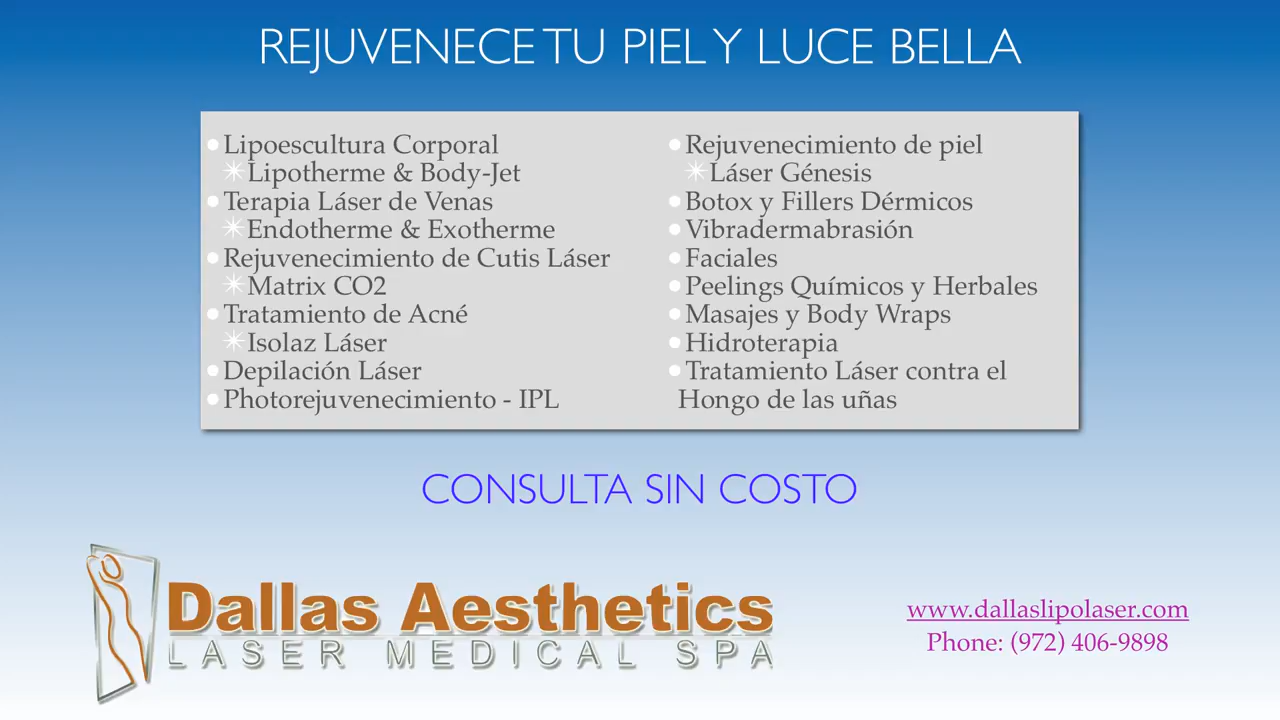 REJUVENECE TU PIEL Y LUCE BELLA
Lipoescultura Corporal
Lipotherme & Body-Jet
Terapia Láser de Venas
Endotherme & Exotherme
Rejuvenecimiento de Cutis Láser
Matrix CO2
Tratamiento de Acné
Isolaz Láser
Depilación Láser
Photorejuvenecimiento - IPL
Rejuvenecimiento de piel
Láser Génesis
Botox y Fillers Dérmicos
Vibradermabrasión
Faciales
Peelings Químicos y Herbales
Masajes y Body Wraps
Hidroterapia
Tratamiento Láser contra el
Hongo de las uñas
CONSULTA SIN COSTO
Dallas Aesthetics
LASER MEDICAL SPA
www.dallaslipolaser.com
Phone: (972) 406-9898